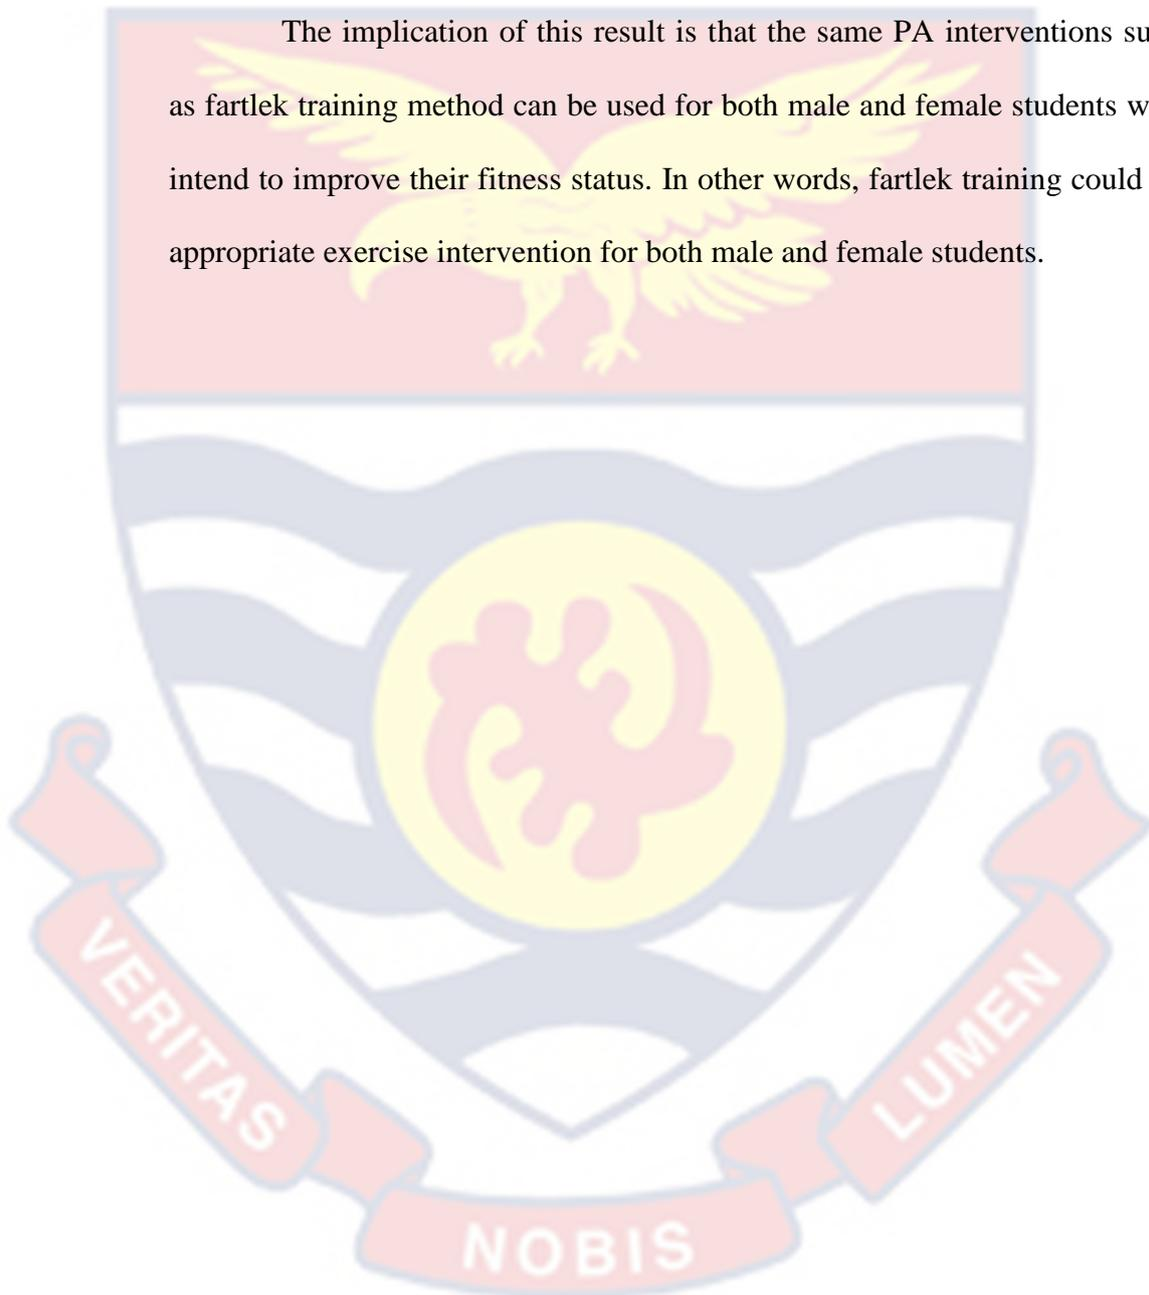 The implication of this result is that the same PA interventions su
as fartlek training method can be used for both male and female students w
intend to improve their fitness status. In other words, fartlek training could
appropriate exercise intervention for both male and female students.
VERITAS
NOBIS
LUMEN